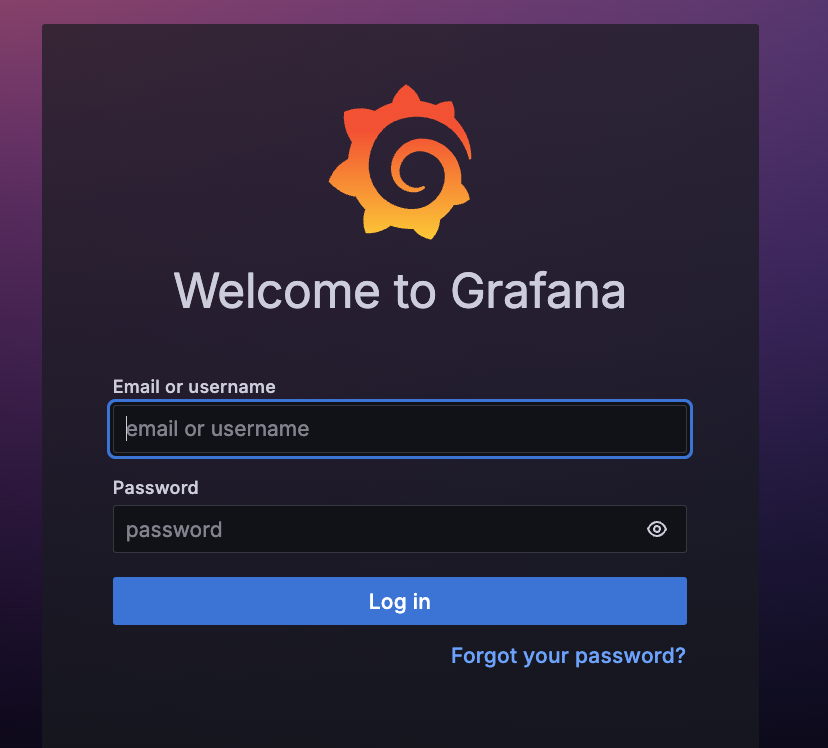 Welcome to Grafana
Email or username
email or username
Password
password
Log in
Forgot your password?